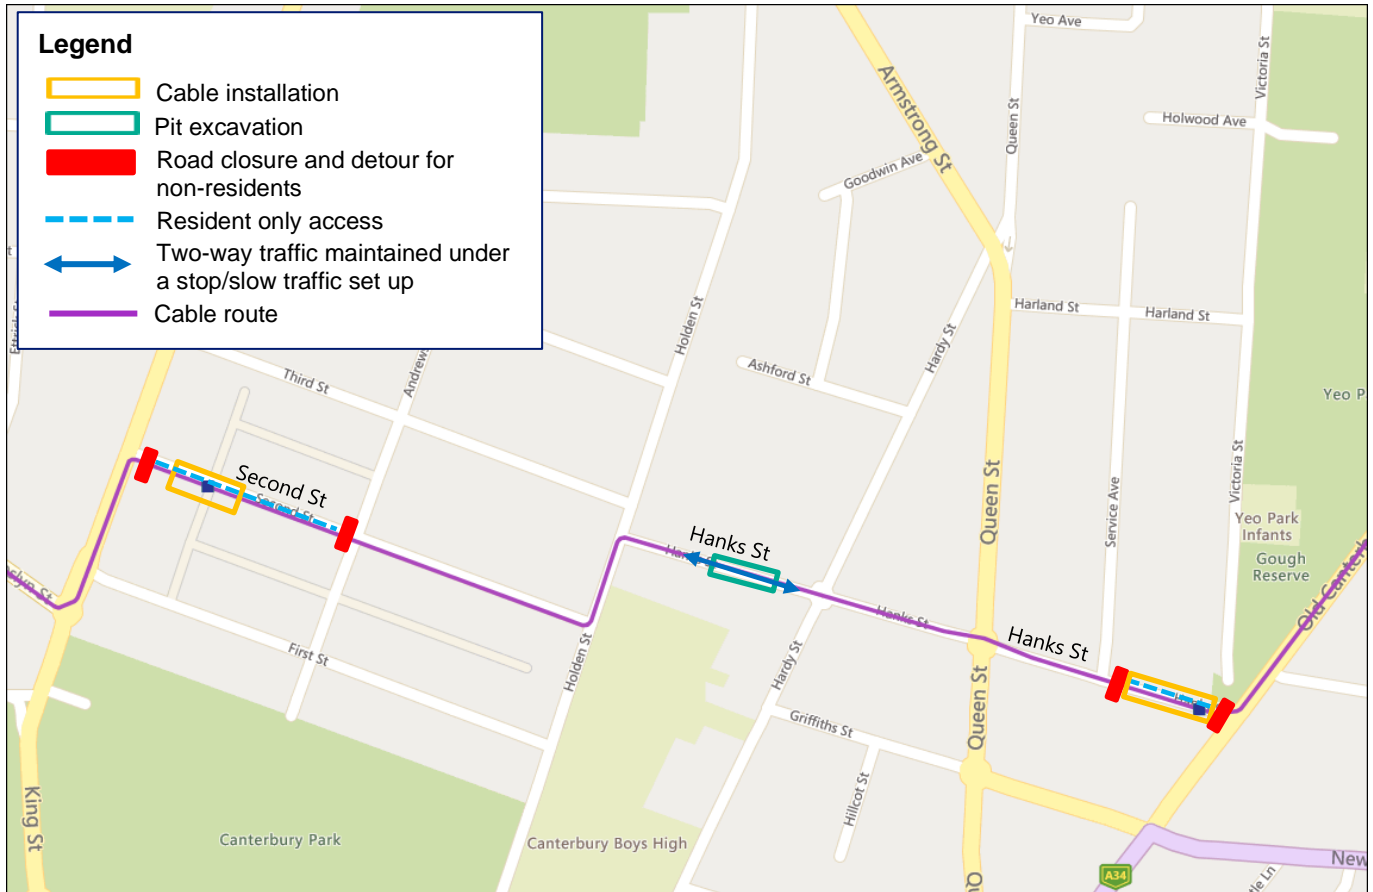 Legend
Cable installation
Pit excavation
Road closure and detour for
non-residents
Resident only access
Two-way traffic maintained under
a stop/slow traffic set up
Cable route
Yeo Ave
Victoria St
Armstrong St
Queen St
Holwood Ave
Goodwin Ave
Holden St
Harland St
Harland St
Hardy St
Ashford St
Third St
Yeo P
Second St
Second St
Queen St
Service Ave
Victoria St
Yeo Park
Infants
Gough
Reserve
Hanks St
Hanks St
Hanks St
Old Canterb
First St
Holden St
Hardy St
Griffiths St
Queen St
Hillcot St
King St
Canterbury Park
Canterbury Boys High
New
A34
tle Ln